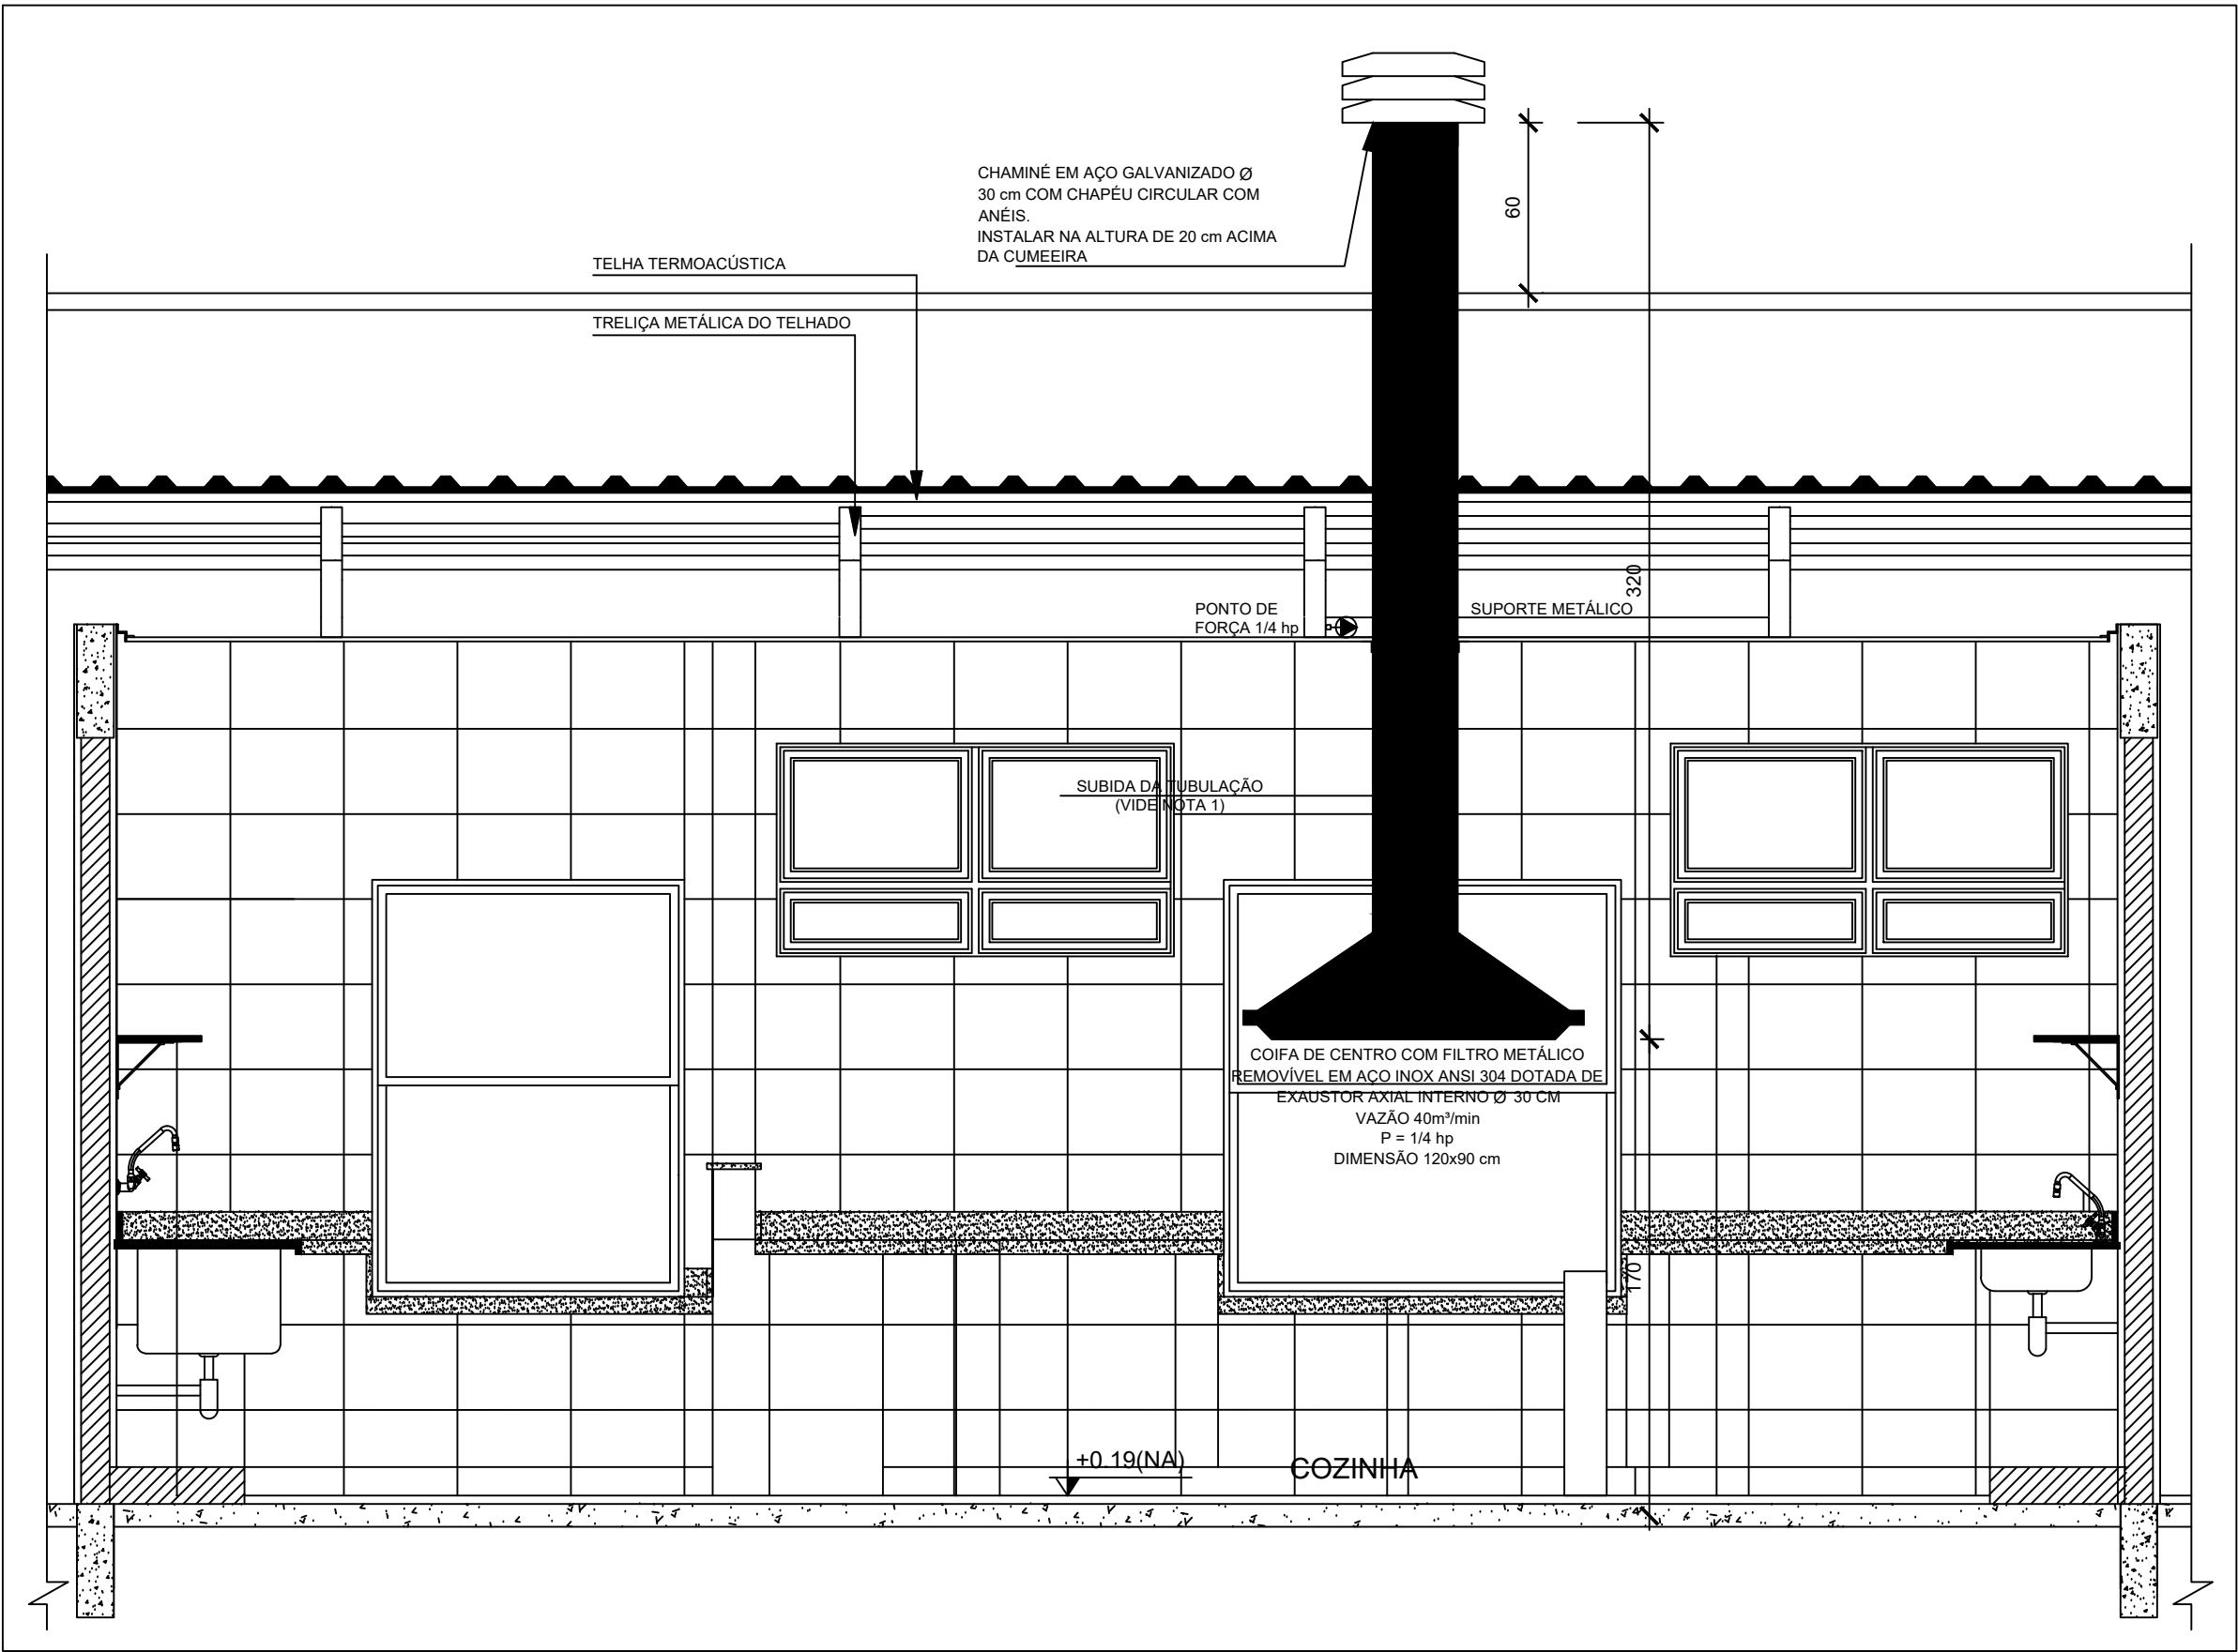 CHAMINÉ EM AÇO GALVANIZADO Ø
30 cm COM CHAPÉU CIRCULAR COM
ANÉIS.
INSTALAR NA ALTURA DE 20 cm ACIMA
DA CUMEEIRA
60
TELHA TERMOACÚSTICA
TRELIÇA METÁLICA DO TELHADO
320
PONTO DE
FORÇA 1/4 hp
SUPORTE METÁLICO
SUBIDA DA TUBULAÇÃO
(VIDE NOTA 1)
COIFA DE CENTRO COM FILTRO METÁLICO
REMOVÍVEL EM AÇO INOX ANSI 304 DOTADA DE
EXAUSTOR AXIAL INTERNO Ø 30 CM
VAZÃO 40m³/min
P = 1/4 hp
DIMENSÃO 120x90 cm
170
+0.19(NA)
COZINHA